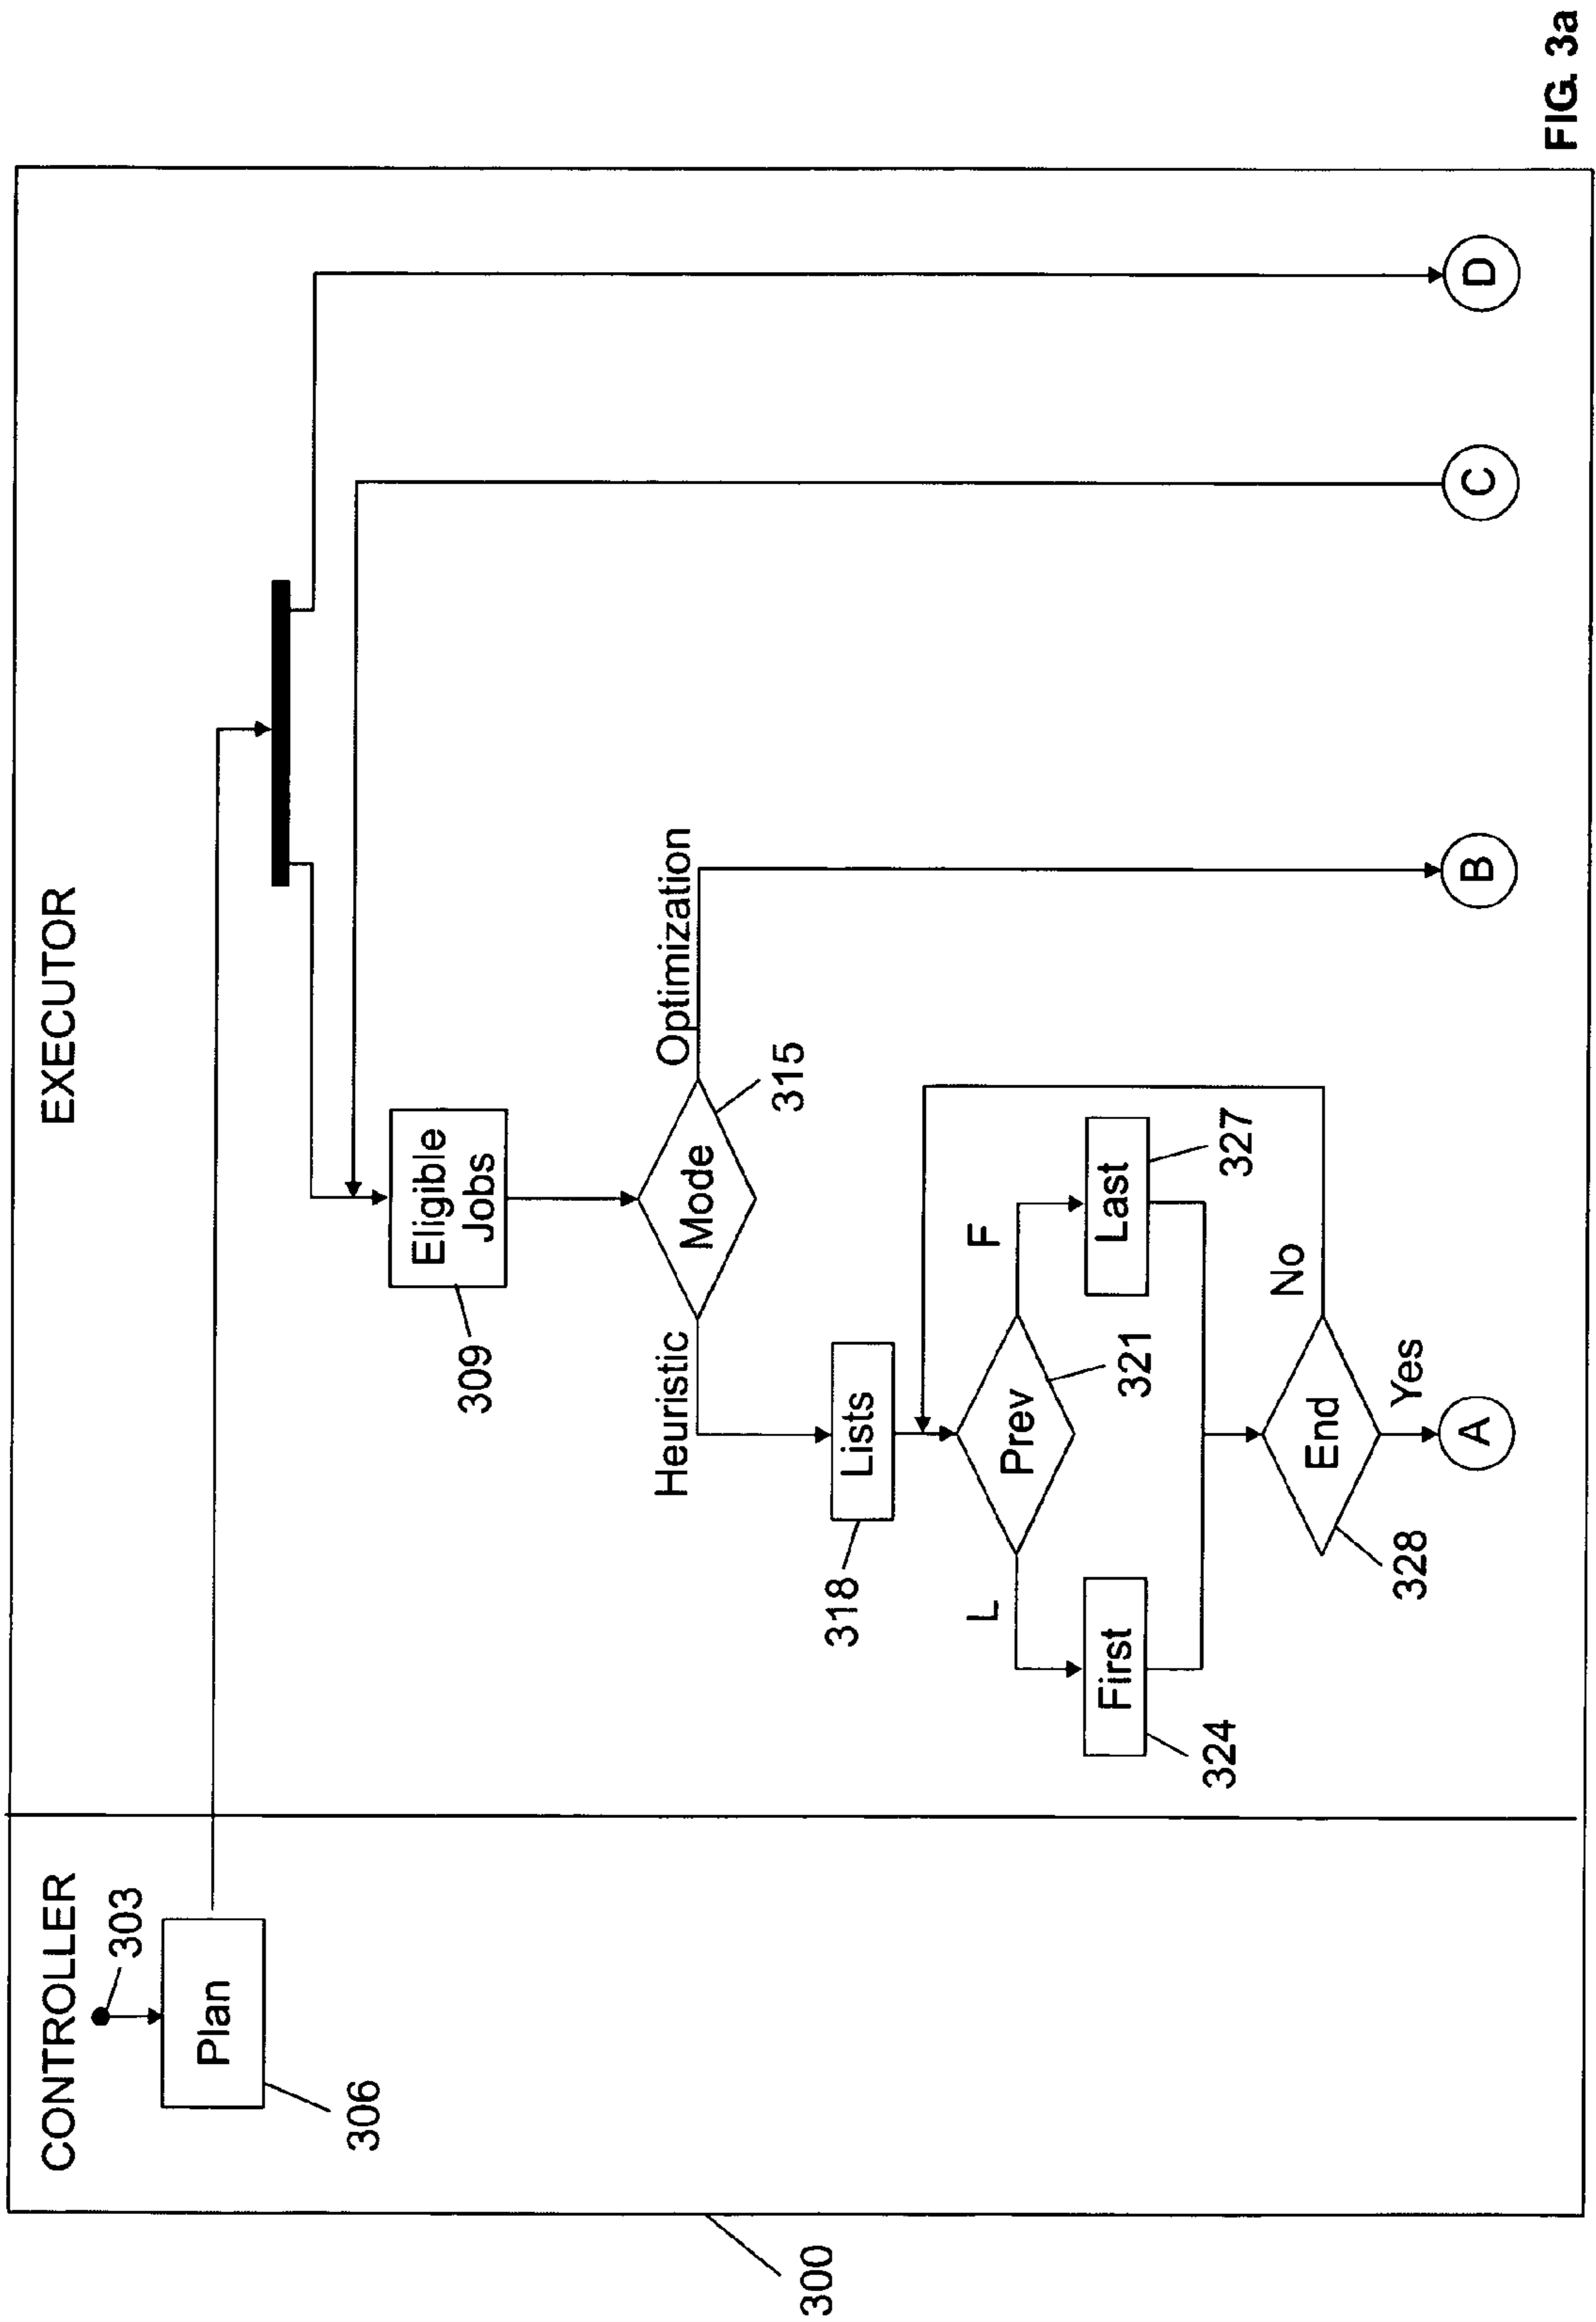 CONTROLLER
EXECUTOR
303
Plan
306
Eligible
Jobs
309
Heuristic
Mode
Optimization
315
318
Lists
L
Prev
F
321
First
324
Last
327
End
No
328
Yes
A
B
C
D
300
FIG. 3a